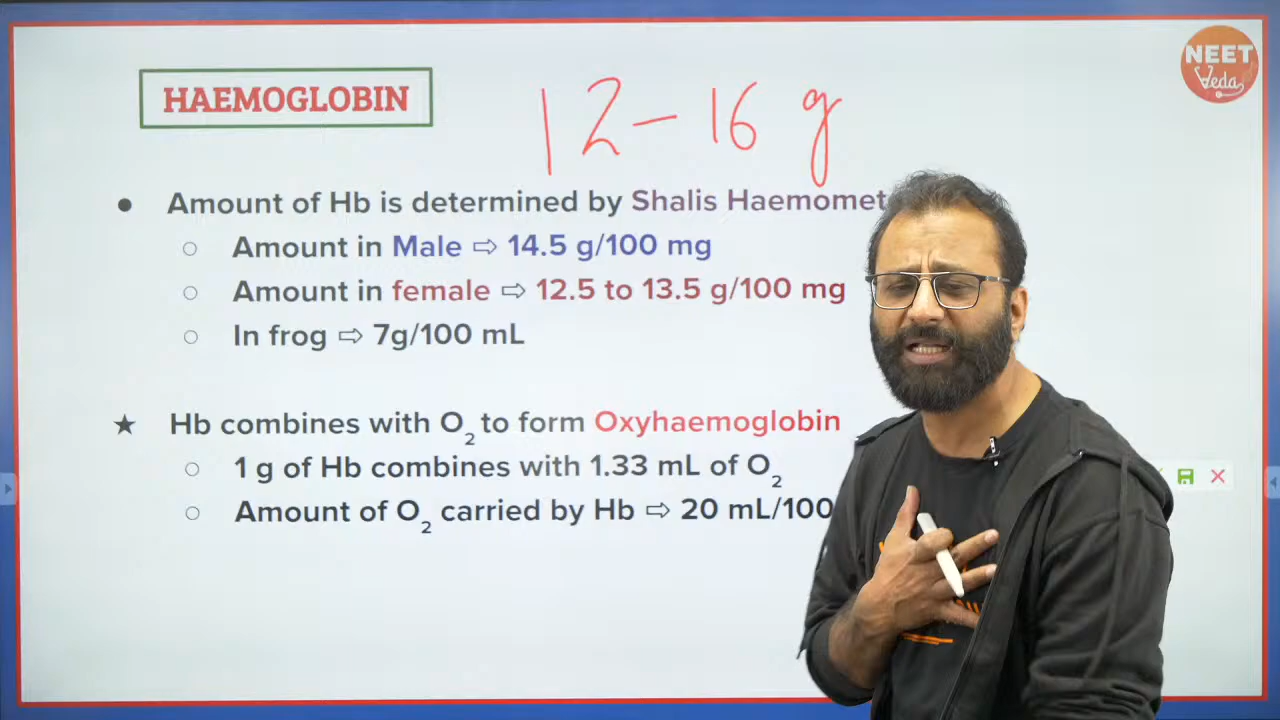 NEET
Veda
HAEMOGLOBIN
12-16 g
● Amount of Hb is determined by Shalis Haemomet
○ Amount in Male ⇨ 14.5 g/100 mg
○ Amount in female ⇨ 12.5 to 13.5 g/100 mg
○ In frog ⇨ 7g/100 mL
★ Hb combines with O₂ to form Oxyhaemoglobin
○ 1 g of Hb combines with 1.33 mL of O₂
○ Amount of O₂ carried by Hb ⇨ 20 mL/100